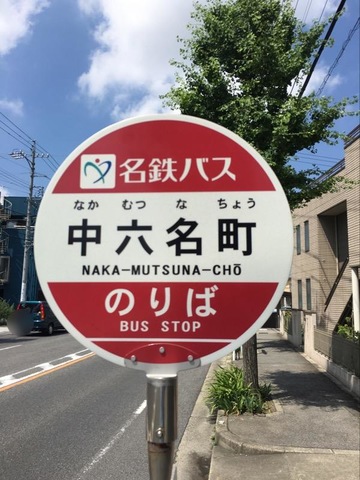 名鉄バス
なか むつ な ちょう
中六名町
NAKA-MUTSUNA-CHŌ
のりば
BUS STOP